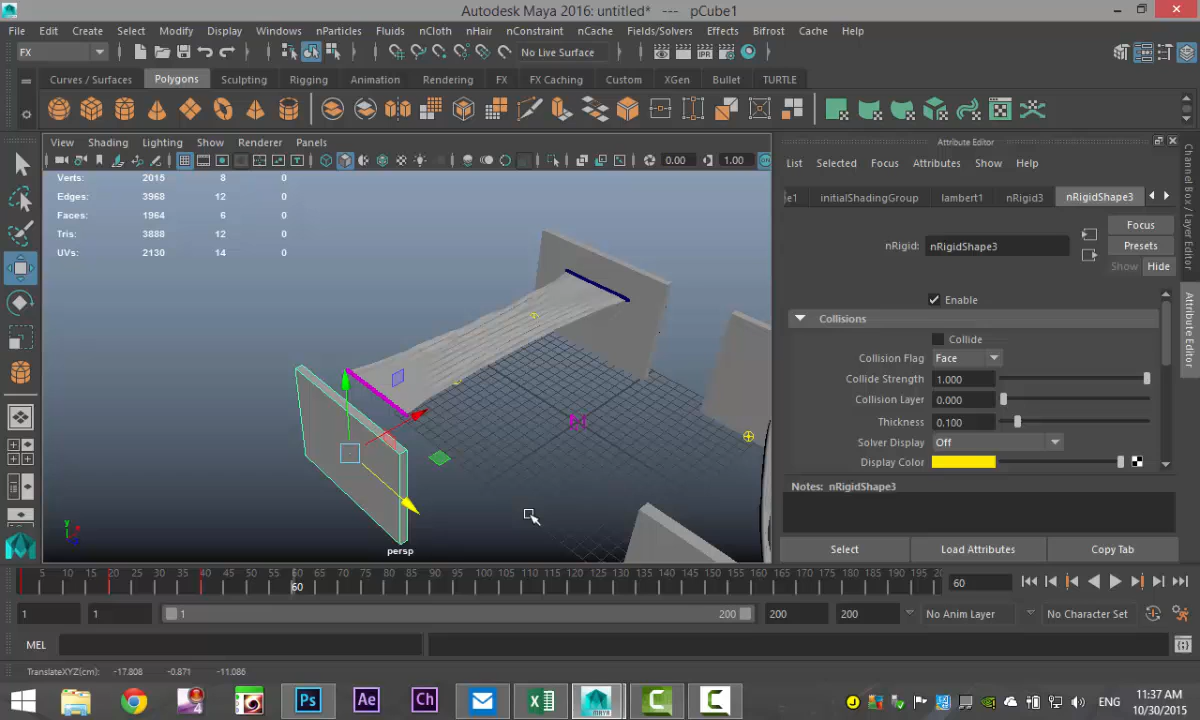 Autodesk Maya 2016: untitled*   ---   pCube1
File Edit Create Select Modify Display Windows nParticles Fluids nCloth nHair nConstraint nCache Fields/Solvers Effects Bifrost Cache Help
FX No Live Surface
Curves / Surfaces Polygons Sculpting Rigging Animation Rendering FX FX Caching Custom XGen Bullet TURTLE
View Shading Lighting Show Renderer Panels
0.00 1.00
Verts: 2015 8 0
Edges: 3968 12 0
Faces: 1964 6 0
Tris: 3888 12 0
UVs: 2130 14 0
persp
Attribute Editor
List Selected Focus Attributes Show Help
e1 initialShadingGroup lambert1 nRigid3 nRigidShape3
Focus
nRigid: nRigidShape3 Presets
Show Hide
Enable
Collisions
Collide
Collision Flag Face
Collide Strength 1.000
Collision Layer 0.000
Thickness 0.100
Solver Display Off
Display Color
Notes: nRigidShape3
Select Load Attributes Copy Tab
Channel Box / Layer Editor
Attribute Editor
5 10 15 20 25 30 35 40 45 50 55 60 65 70 75 80 85 90 95 100 105 110 115 120 125 130 135 140 145 150 155 160 165 170 175 180 185 190 195 20
60 60
1 1 1 200 200 200 No Anim Layer No Character Set
MEL
TranslateXYZ(cm): -17.808 -0.871 -11.086
4 Ps Ae Ch MAYA C C ENG
11:37 AM
10/30/2015